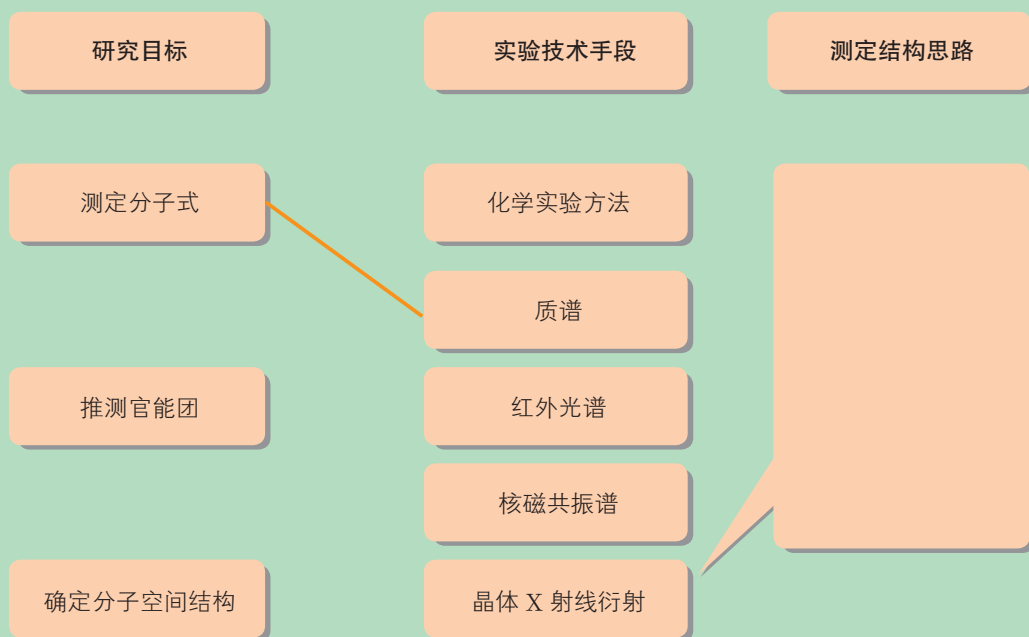 研究目标
实验技术手段
测定结构思路
测定分子式
化学实验方法
质谱
推测官能团
红外光谱
核磁共振谱
确定分子空间结构
晶体 X 射线衍射